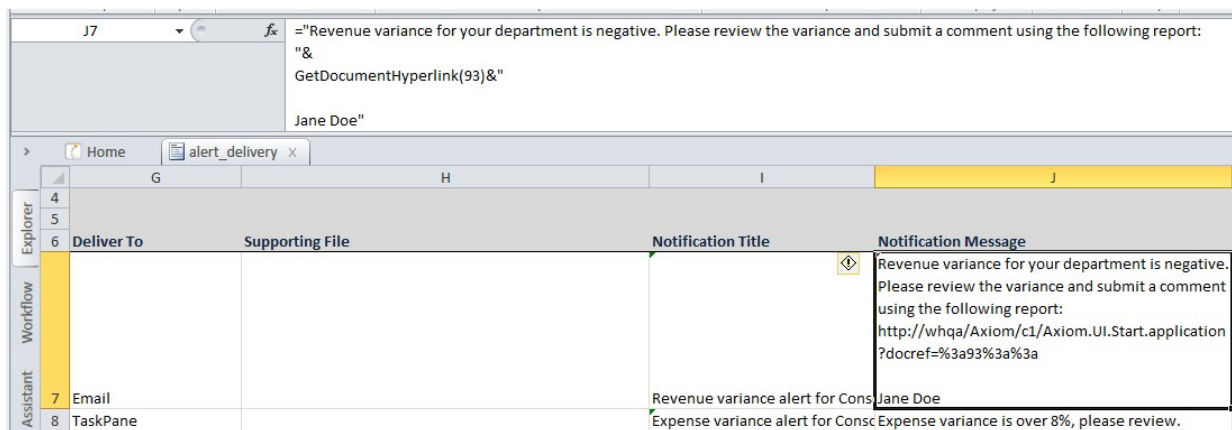 J7 fx ="Revenue variance for your department is negative. Please review the variance and submit a comment using the following report:
"&
GetDocumentHyperlink(93)&"
Jane Doe"
> Home alert_delivery X
G H I J
4
5
6 Deliver To Supporting File Notification Title Notification Message
Explorer
Workflow
Assistant
Revenue variance for your department is negative.
Please review the variance and submit a comment
using the following report:
http://whqa/Axiom/c1/Axiom.UI.Start.application
?docref=%3a93%3a%3a
7 Email Revenue variance alert for Cons Jane Doe
8 TaskPane Expense variance alert for Consc Expense variance is over 8%, please review.